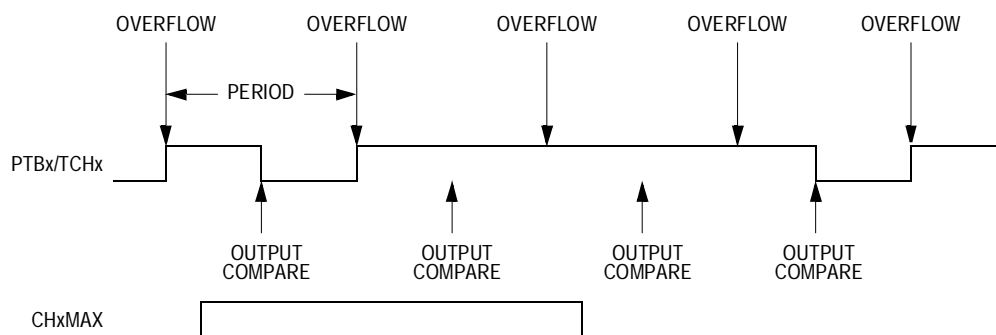 OVERFLOW
OVERFLOW
OVERFLOW
OVERFLOW
OVERFLOW
PERIOD
PTBx/TCHx
OUTPUT
COMPARE
OUTPUT
COMPARE
OUTPUT
COMPARE
OUTPUT
COMPARE
CHxMAX